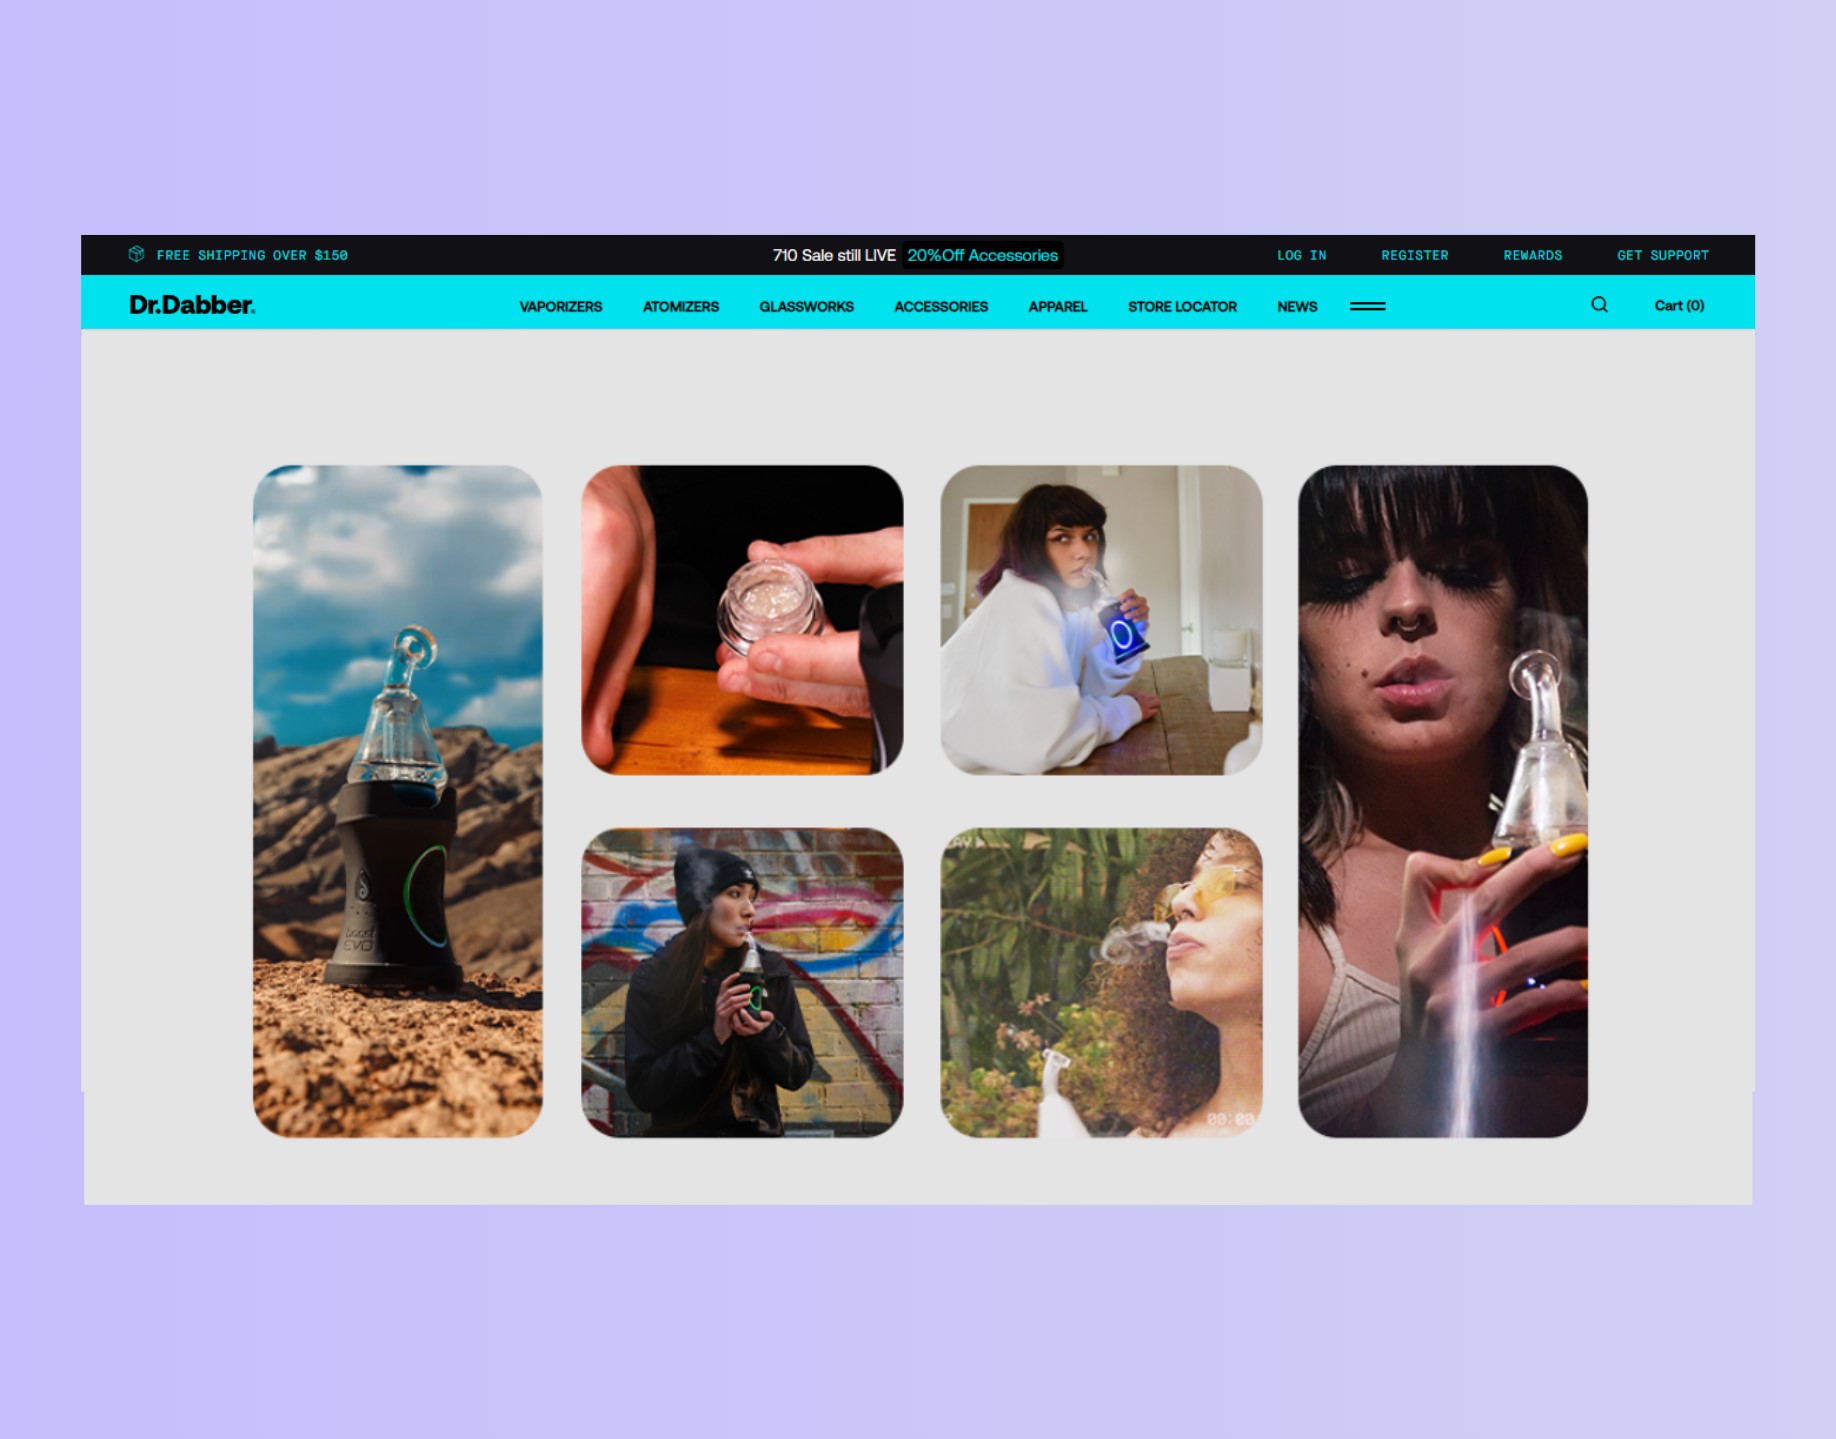 FREE SHIPPING OVER $150
710 Sale still LIVE 20%Off Accessories
LOG IN
REGISTER
REWARDS
GET SUPPORT
Dr.Dabber
VAPORIZERS
ATOMIZERS
GLASSWORKS
ACCESSORIES
APPAREL
STORE LOCATOR
NEWS
Cart (0)
boost
EVO
00:00